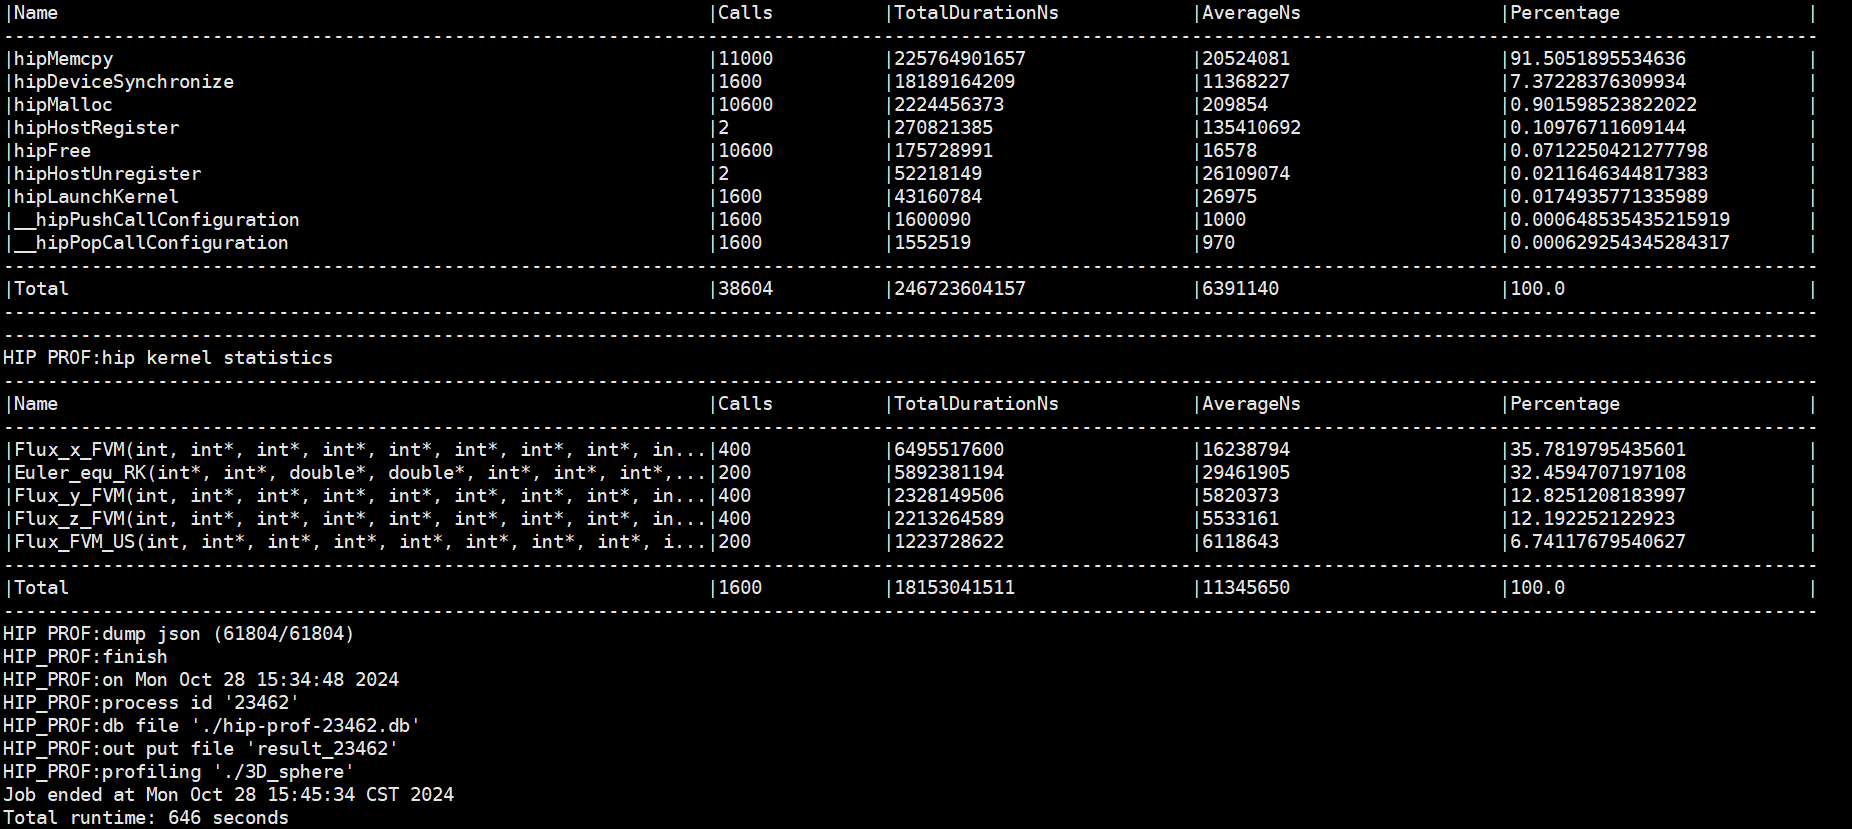 |Name |Calls |TotalDurationNs |AverageNs |Percentage |
|hipMemcpy |11000 |225764901657 |20524081 |91.5051895534636 |
|hipDeviceSynchronize |1600 |18189164209 |11368227 |7.37228376309934 |
|hipMalloc |10600 |2224456373 |209854 |0.901598523822022 |
|hipHostRegister |2 |270821385 |135410692 |0.10976711609144 |
|hipFree |10600 |175728991 |16578 |0.0712250421277798 |
|hipHostUnregister |2 |52218149 |26109074 |0.0211646344817383 |
|hipLaunchKernel |1600 |43160784 |26975 |0.0174935771335989 |
|__hipPushCallConfiguration |1600 |1600090 |1000 |0.000648535435215919 |
|__hipPopCallConfiguration |1600 |1552519 |970 |0.000629254345284317 |
|Total |38604 |246723604157 |6391140 |100.0 |
HIP PROF:hip kernel statistics
|Name |Calls |TotalDurationNs |AverageNs |Percentage |
|Flux_x_FVM(int, int*, int*, int*, int*, int*, int*, int*, in...|400 |6495517600 |16238794 |35.7819795435601 |
|Euler_equ_RK(int*, int*, double*, double*, int*, int*, int*,...|200 |5892381194 |29461905 |32.4594707197108 |
|Flux_y_FVM(int, int*, int*, int*, int*, int*, int*, int*, in...|400 |2328149506 |5820373 |12.8251208183997 |
|Flux_z_FVM(int, int*, int*, int*, int*, int*, int*, int*, in...|400 |2213264589 |5533161 |12.192252122923 |
|Flux_FVM_US(int, int*, int*, int*, int*, int*, int*, int*, i...|200 |1223728622 |6118643 |6.74117679540627 |
|Total |1600 |18153041511 |11345650 |100.0 |
HIP PROF:dump json (61804/61804)
HIP_PROF:finish
HIP_PROF:on Mon Oct 28 15:34:48 2024
HIP_PROF:process id '23462'
HIP_PROF:db file './hip-prof-23462.db'
HIP_PROF:out put file 'result_23462'
HIP_PROF:profiling './3D_sphere'
Job ended at Mon Oct 28 15:45:34 CST 2024
Total runtime: 646 seconds